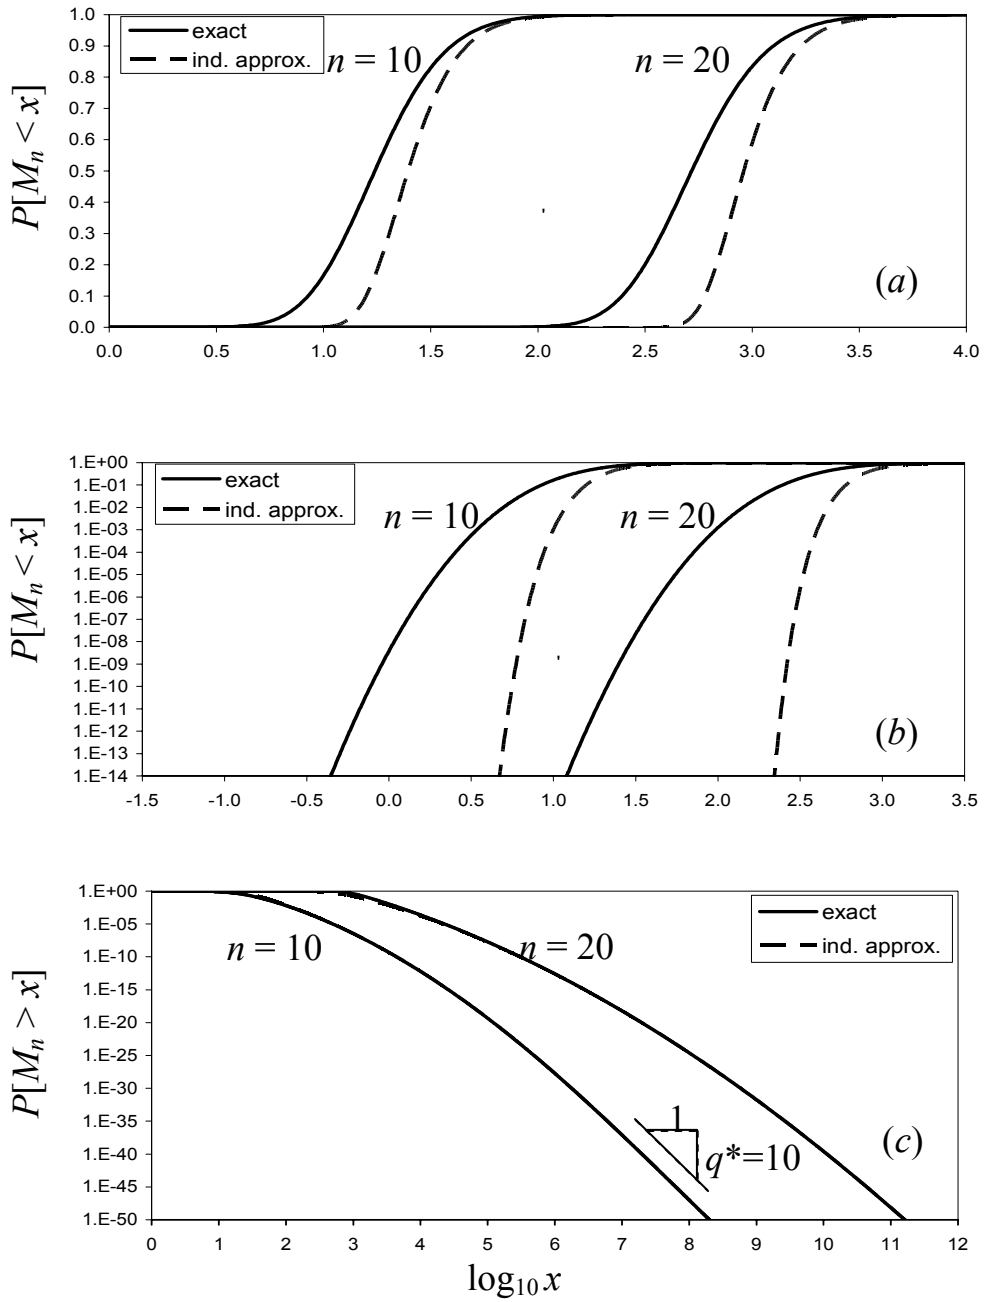 P[Mₙ < x]
1.0
0.9
0.8
0.7
0.6
0.5
0.4
0.3
0.2
0.1
0.0
exact
ind. approx.
n = 10
n = 20
(a)
0.0 0.5 1.0 1.5 2.0 2.5 3.0 3.5 4.0
P[Mₙ < x]
1.E+00
1.E-01
1.E-02
1.E-03
1.E-04
1.E-05
1.E-06
1.E-07
1.E-08
1.E-09
1.E-10
1.E-11
1.E-12
1.E-13
1.E-14
exact
ind. approx.
n = 10
n = 20
(b)
-1.5 -1.0 -0.5 0.0 0.5 1.0 1.5 2.0 2.5 3.0 3.5
P[Mₙ > x]
1.E+00
1.E-05
1.E-10
1.E-15
1.E-20
1.E-25
1.E-30
1.E-35
1.E-40
1.E-45
1.E-50
exact
ind. approx.
n = 10
n = 20
1
q*=10
(c)
0 1 2 3 4 5 6 7 8 9 10 11 12
log₁₀ x